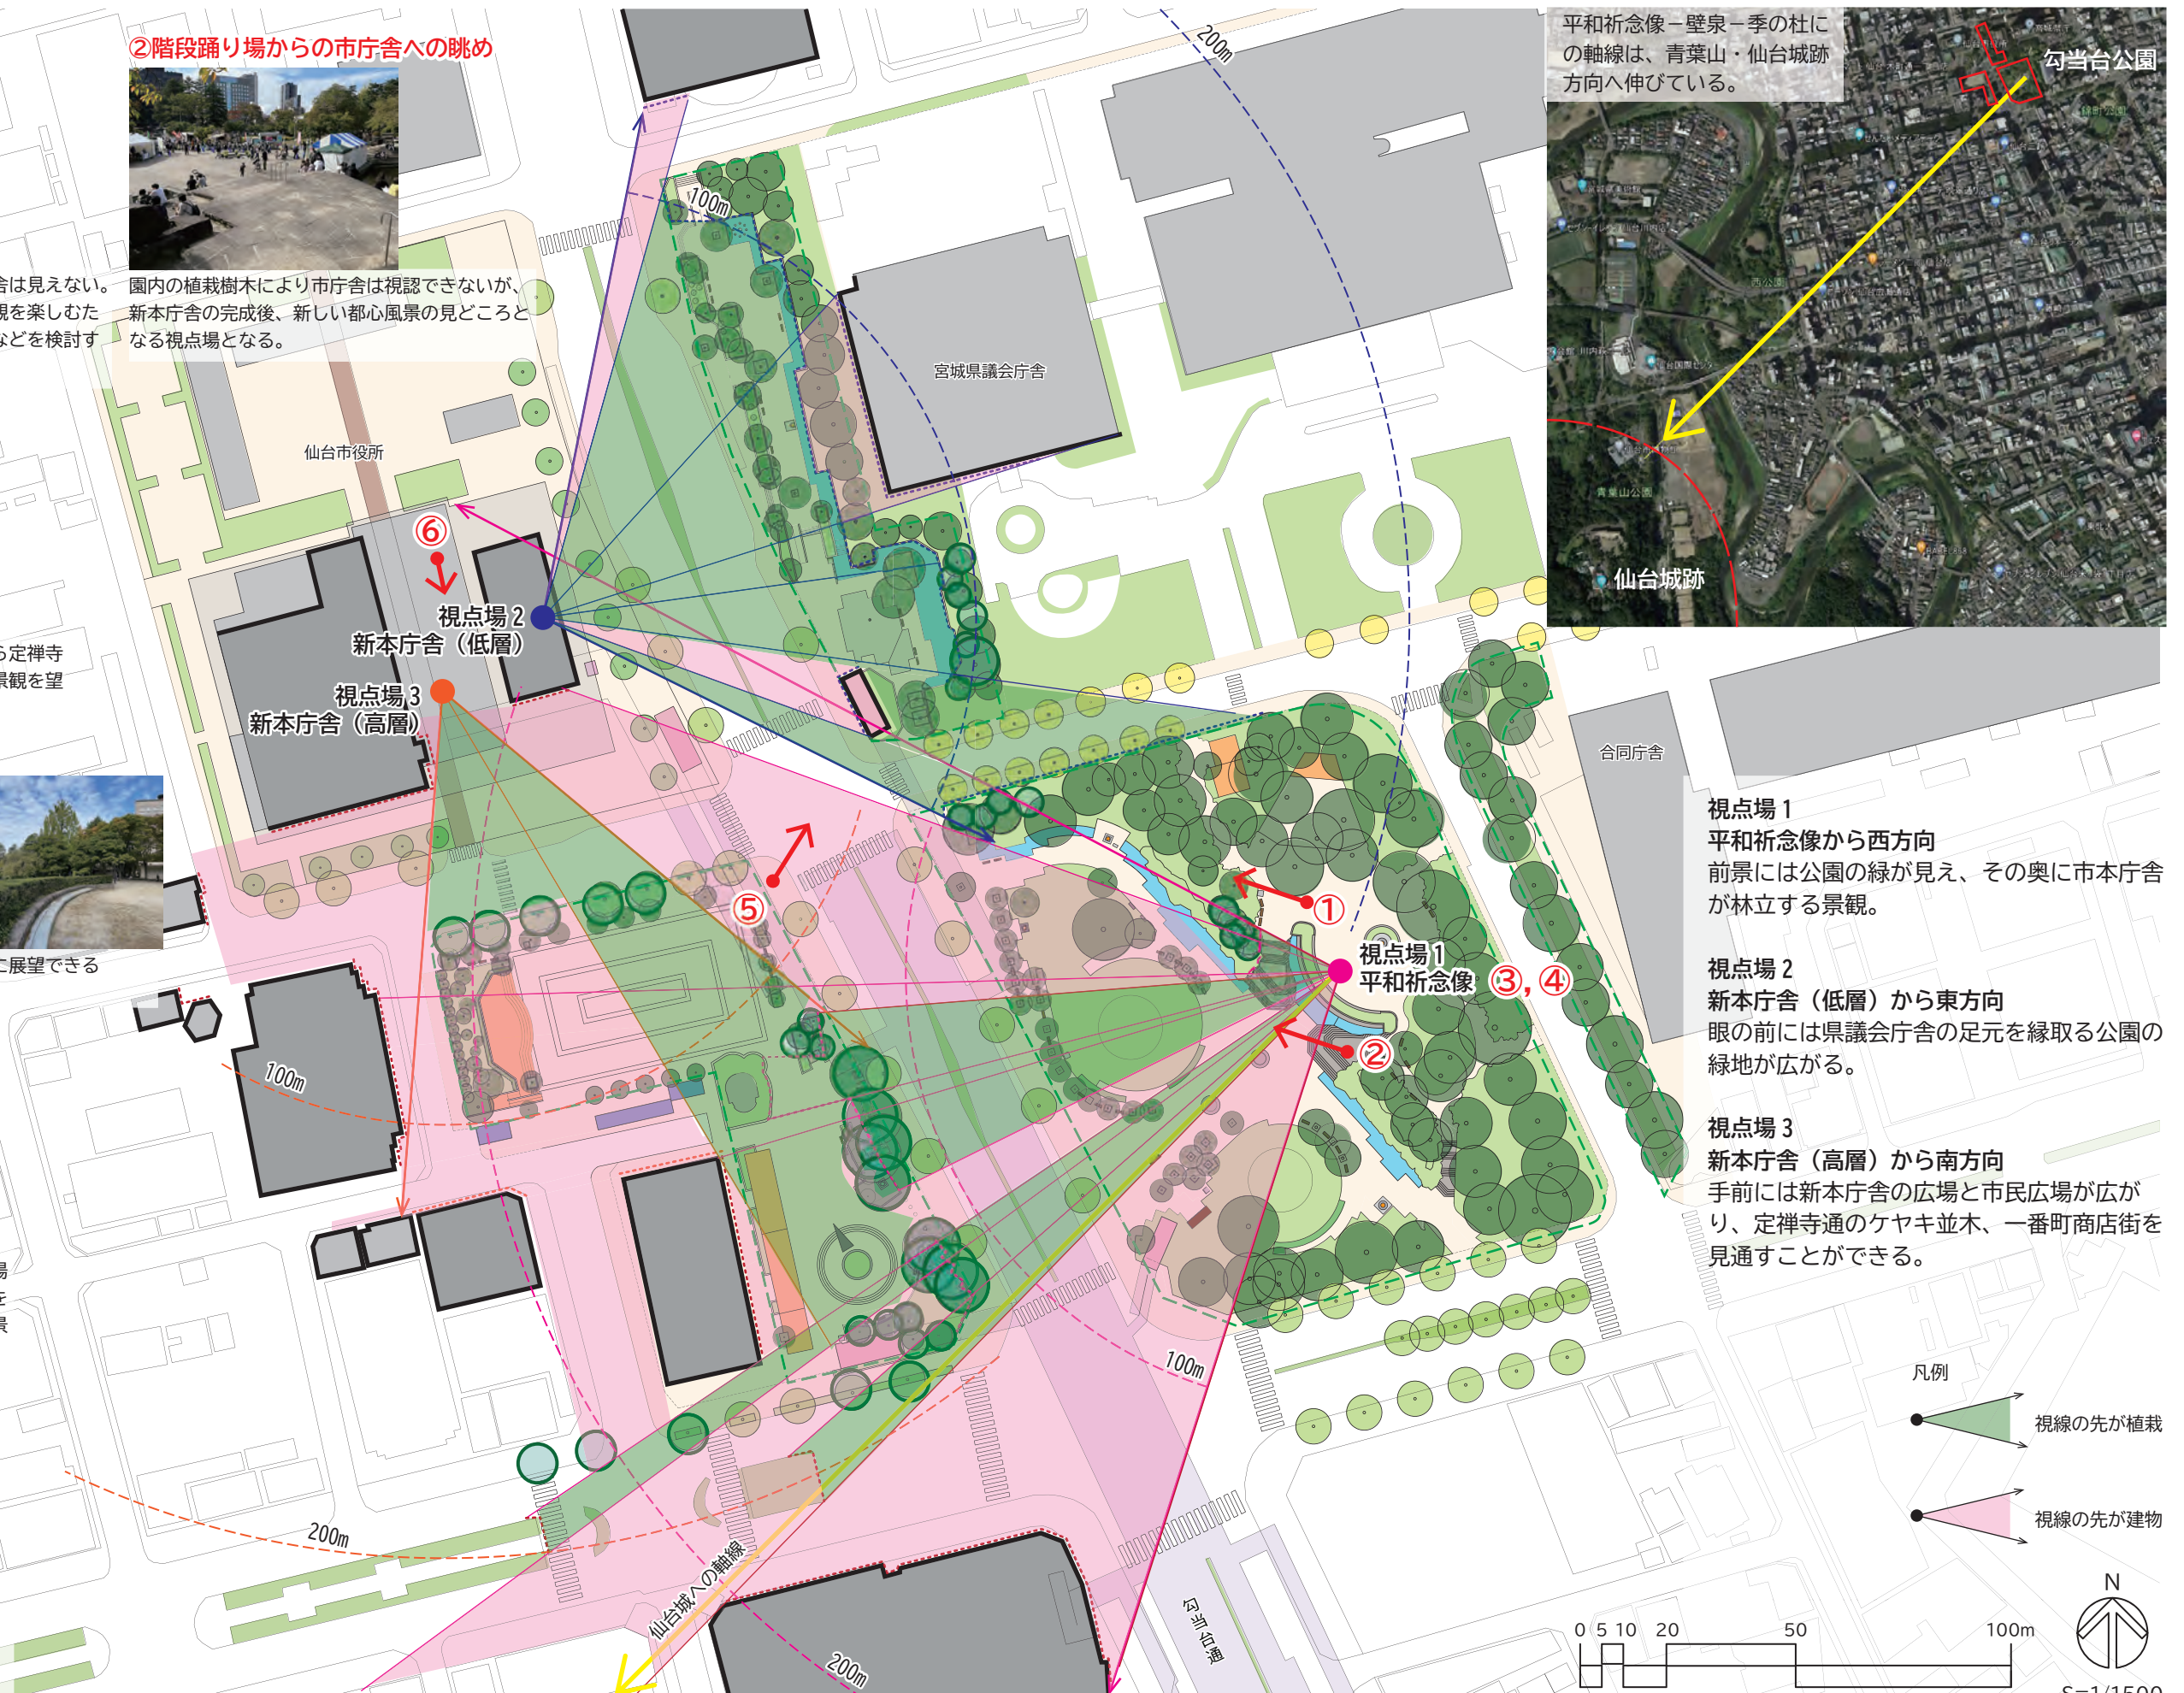 ②階段踊り場からの市庁舎への眺め
舎は見えない。
観を楽しむた
などを検討す
園内の植栽樹木により市庁舎は視認できないが、
新本庁舎の完成後、新しい都心風景の見どころと
なる視点場となる。
200m
100m
平和祈念像－壁泉－季の杜に
の軸線は、青葉山・仙台城跡
方向へ伸びている。
勾当台公園
西公園
青葉山公園
仙台城跡
宮城県議会庁舎
仙台市役所
⑥
視点場 2
新本庁舎（低層）
視点場 3
新本庁舎（高層）
ら定禅寺
景観を望
合同庁舎
に展望できる
⑤
①
視点場 1
平和祈念像
③, ④
②
視点場 1
平和祈念像から西方向
前景には公園の緑が見え、その奥に市本庁舎
が林立する景観。
視点場 2
新本庁舎（低層）から東方向
眼の前には県議会庁舎の足元を縁取る公園の
緑地が広がる。
視点場 3
新本庁舎（高層）から南方向
手前には新本庁舎の広場と市民広場が広が
り、定禅寺通のケヤキ並木、一番町商店街を
見通すことができる。
100m
場
を
景
100m
200m
仙台城への軸線
200m
勾当台通
凡例
視線の先が植栽
視線の先が建物
N
0 5 10 20 50 100m
S=1/1500